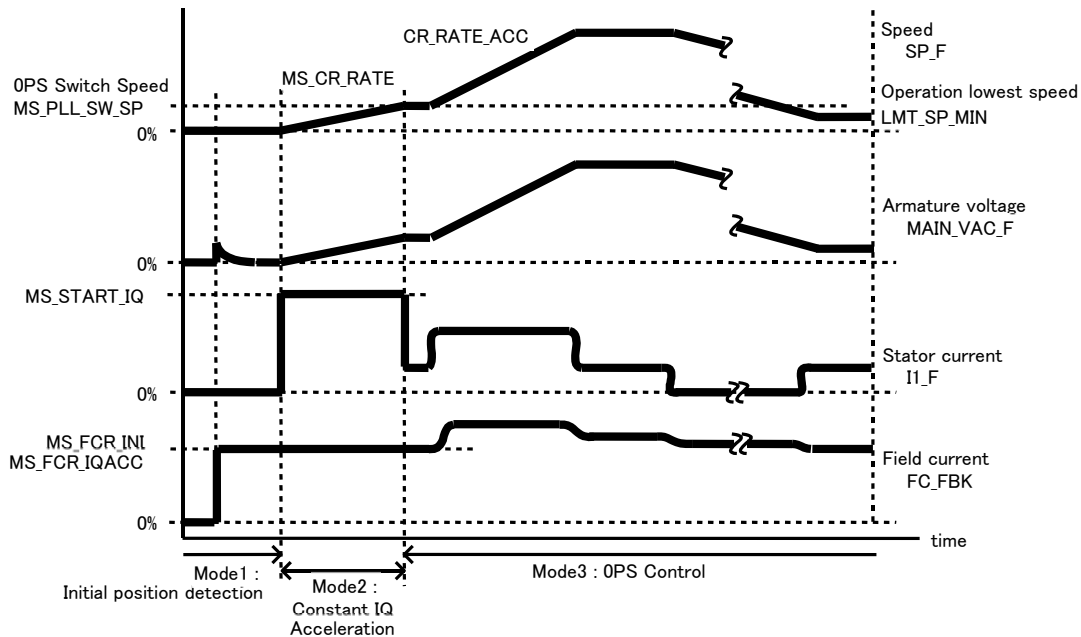 CR_RATE_ACC
Speed
SP_F
MS_CR_RATE
0PS Switch Speed
MS_PLL_SW_SP
Operation lowest speed
LMT_SP_MIN
0%
Armature voltage
MAIN_VAC_F
0%
MS_START_IQ
Stator current
I1_F
0%
MS_FCR_INI
MS_FCR_IQACC
Field current
FC_FBK
0%
time
Mode1 :
Initial position detection
Mode2 :
Constant IQ
Acceleration
Mode3 : 0PS Control